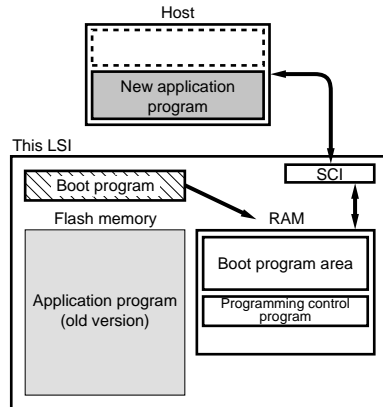 Host
New application
program
This LSI
SCI
Boot program
Flash memory
RAM
Boot program area
Application program
(old version)
Programming control
program